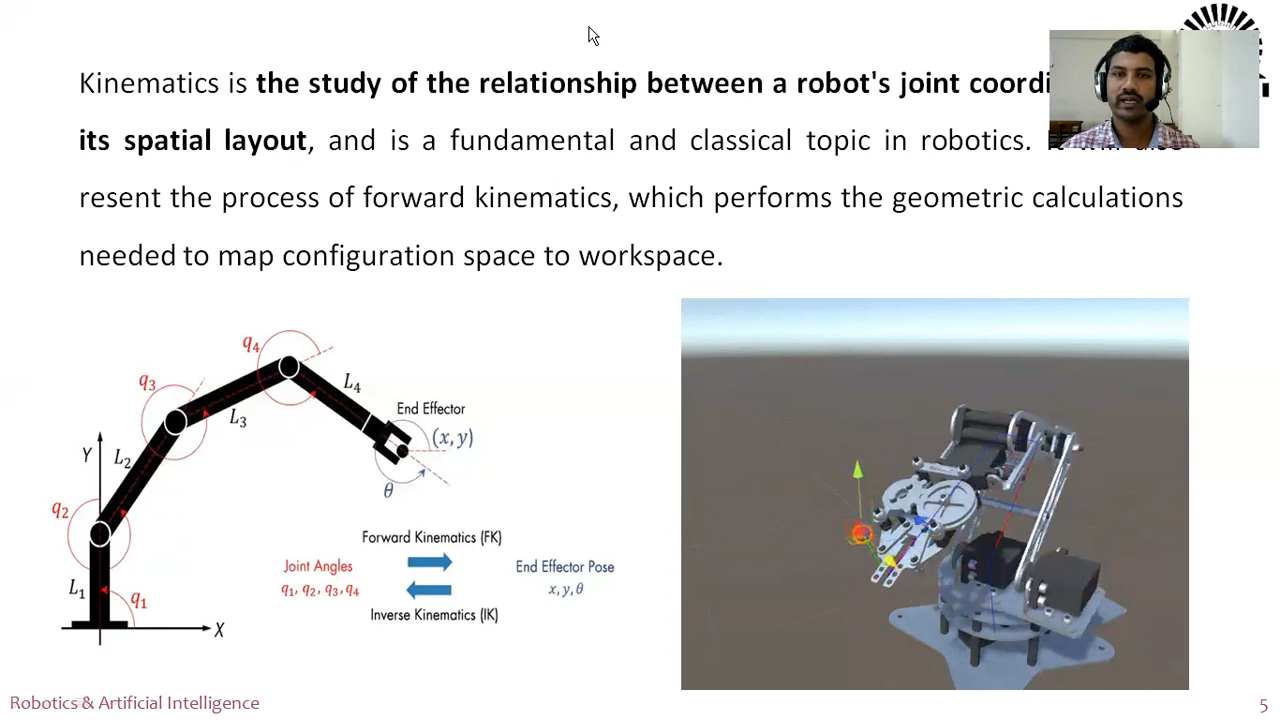 Kinematics is the study of the relationship between a robot's joint
its spatial layout, and is a fundamental and classical topic in robotics.
resent the process of forward kinematics, which performs the geometric calculations
needed to map configuration space to workspace.
q4
q3
L4
L3
End Effector
(x, y)
Y
L2
θ
q2
Forward Kinematics (FK)
Joint Angles
End Effector Pose
L1
q1
q1, q2, q3, q4
x, y, θ
Inverse Kinematics (IK)
X
Robotics & Artificial Intelligence
5